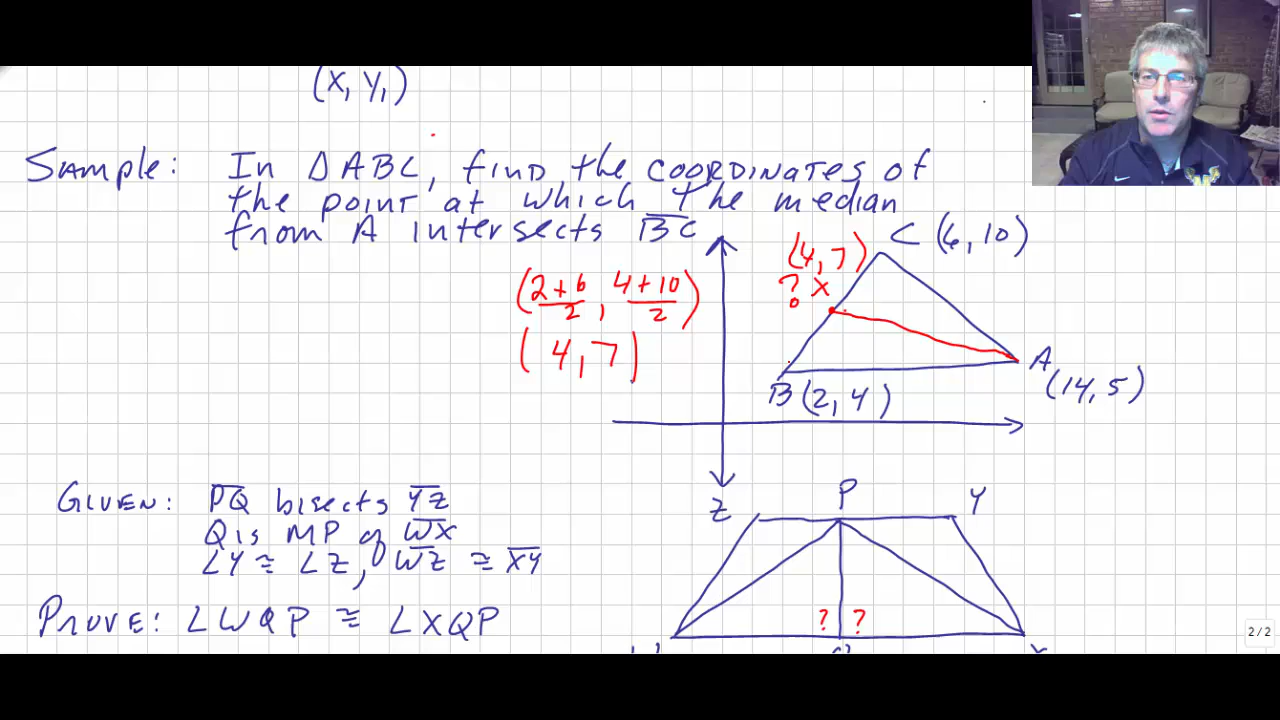 (X, Y₁)
Sample: In △ABC, find the coordinates of
the point at which the median
from A intersects BC
C (6, 10)
(4, 7)
? X
(2+6/2, 4+10/2)
(4, 7)
A
(14, 5)
B (2, 4)
Given: PQ bisects YZ
Q is MP of WX
∠Y ≅ ∠Z, WZ ≅ XY
Prove: ∠WQP ≅ ∠XQP
Z P Y
? ?
2/2